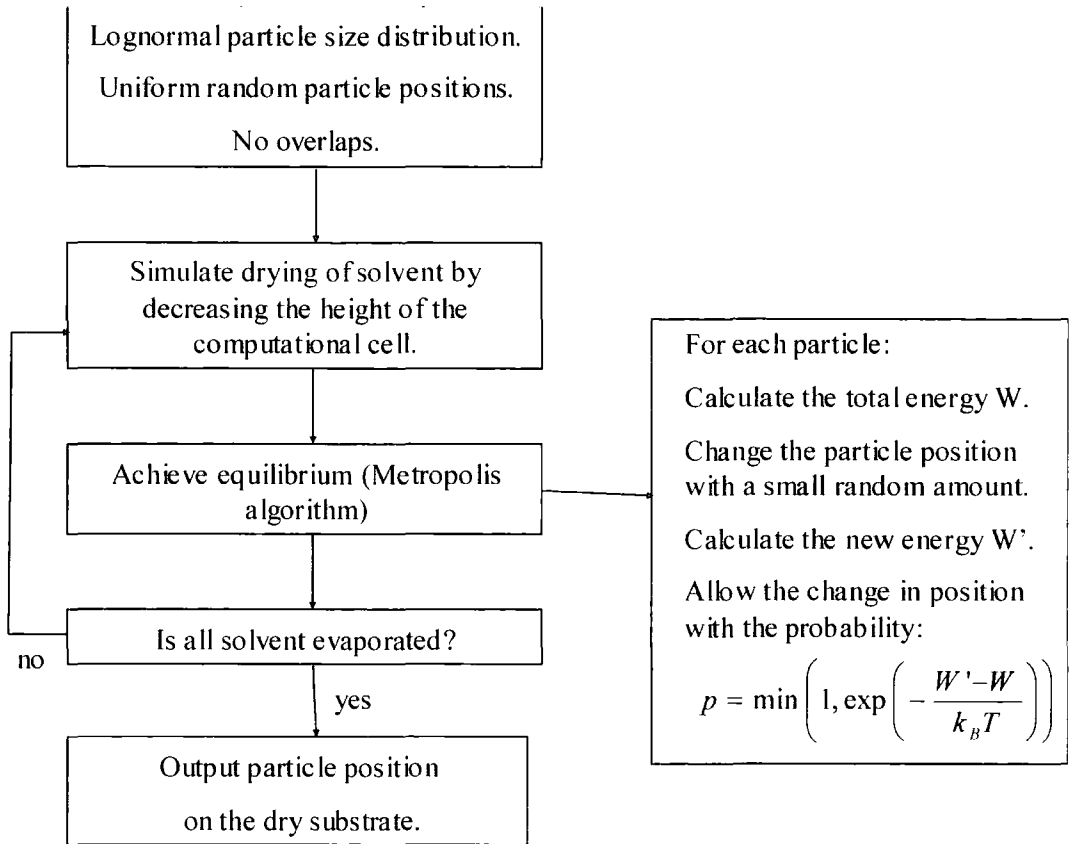 Lognormal particle size distribution.
Uniform random particle positions.
No overlaps.
Simulate drying of solvent by
decreasing the height of the
computational cell.
Achieve equilibrium (Metropolis
algorithm)
Is all solvent evaporated?
no
yes
Output particle position
on the dry substrate.
For each particle:
Calculate the total energy W.
Change the particle position
with a small random amount.
Calculate the new energy W’.
Allow the change in position
with the probability:
p = min(1, exp(-(W'-W)/(k_B T)))